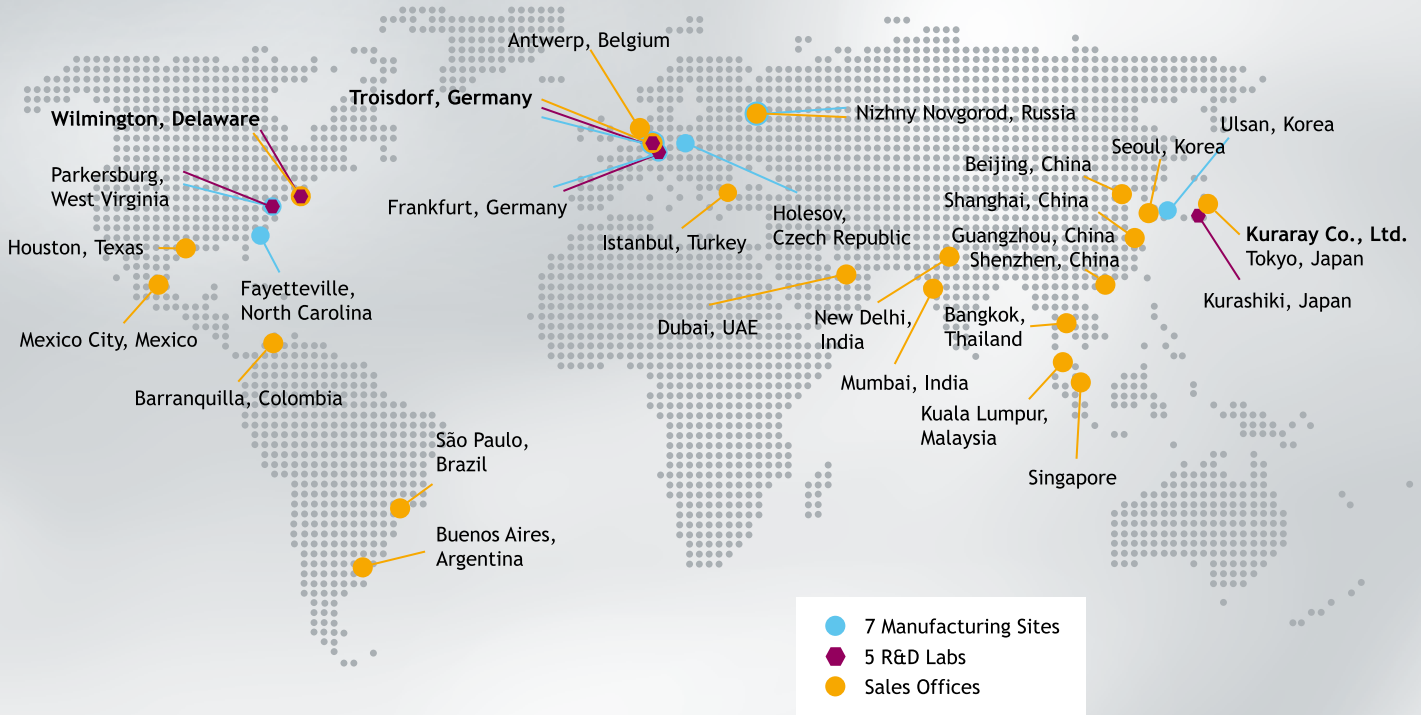 Antwerp, Belgium
Troisdorf, Germany
Nizhny Novgorod, Russia
Wilmington, Delaware
Ulsan, Korea
Seoul, Korea
Beijing, China
Parkersburg,
West Virginia
Shanghai, China
Frankfurt, Germany
Holesov,
Czech Republic
Istanbul, Turkey
Guangzhou, China
Shenzhen, China
Kuraray Co., Ltd.
Tokyo, Japan
Houston, Texas
Fayetteville,
North Carolina
Kurashiki, Japan
Mexico City, Mexico
Dubai, UAE
New Delhi,
India
Bangkok,
Thailand
Barranquilla, Colombia
Mumbai, India
Kuala Lumpur,
Malaysia
São Paulo,
Brazil
Singapore
Buenos Aires,
Argentina
7 Manufacturing Sites
5 R&D Labs
Sales Offices